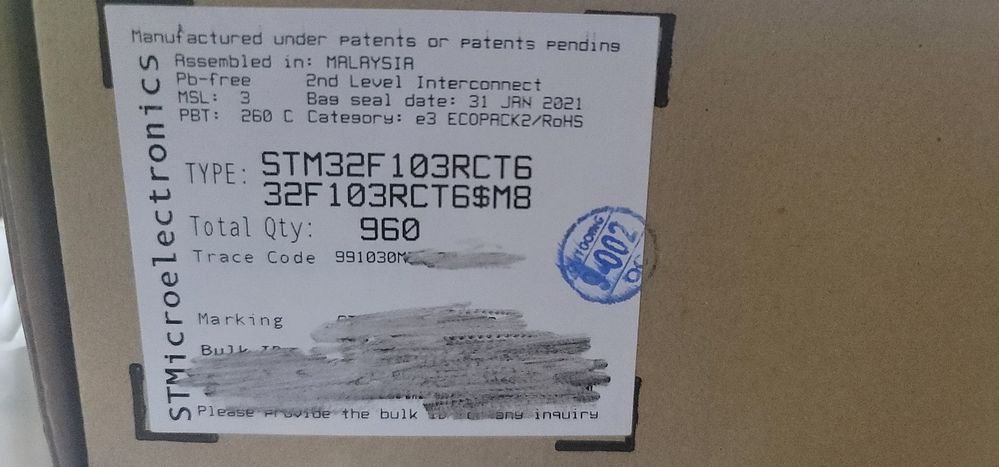 Manufactured under patents or patents pending
Assembled in: MALAYSIA
Pb-free 2nd Level Interconnect
MSL: 3 Bag seal date: 31 JAN 2021
PBT: 260 C Category: e3 ECOPACK2/RoHS
TYPE: STM32F103RCT6
32F103RCT6$M8
Total Qty: 960
Trace Code 991030M
Marking
Bulk
Please Provide the bulk any inquiry
STMicroelectronics
002